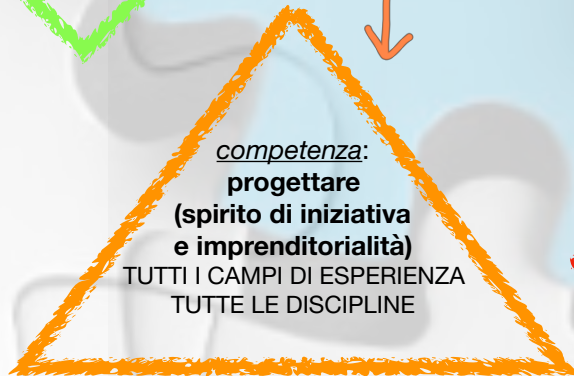 competenza:
progettare
(spirito di iniziativa
e imprenditorialità)
TUTTI I CAMPI DI ESPERIENZA
TUTTE LE DISCIPLINE